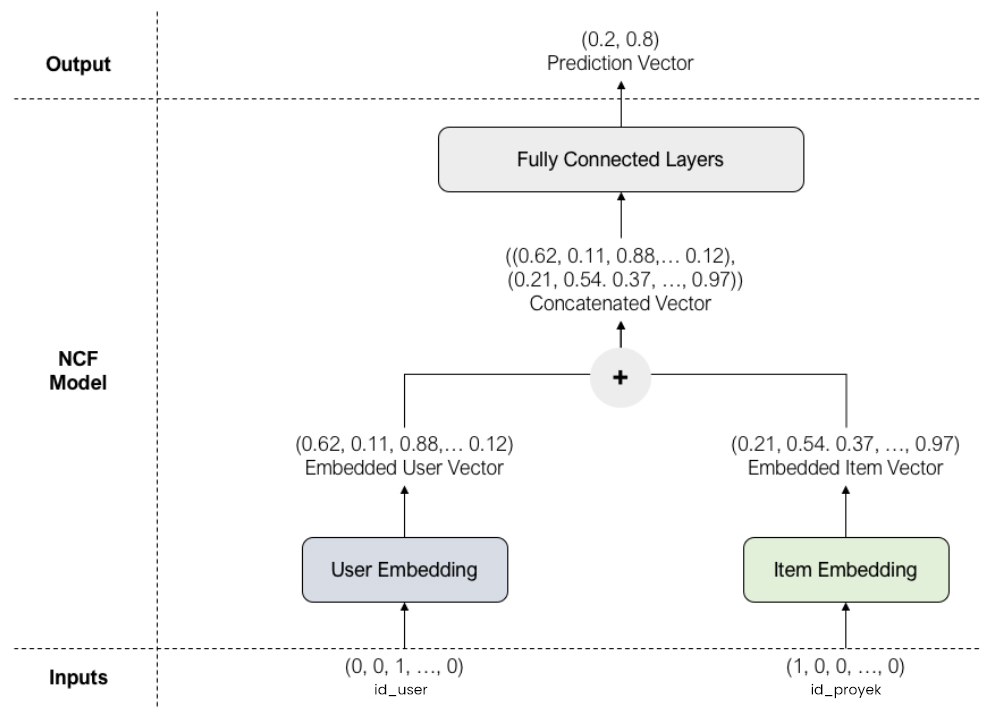 Output
(0.2, 0.8)
Prediction Vector
Fully Connected Layers
((0.62, 0.11, 0.88,... 0.12),
(0.21, 0.54. 0.37, ..., 0.97))
Concatenated Vector
NCF
Model
+
(0.62, 0.11, 0.88,... 0.12)
Embedded User Vector
(0.21, 0.54. 0.37, ..., 0.97)
Embedded Item Vector
User Embedding
Item Embedding
Inputs
(0, 0, 1, ..., 0)
id_user
(1, 0, 0, ..., 0)
id_proyek